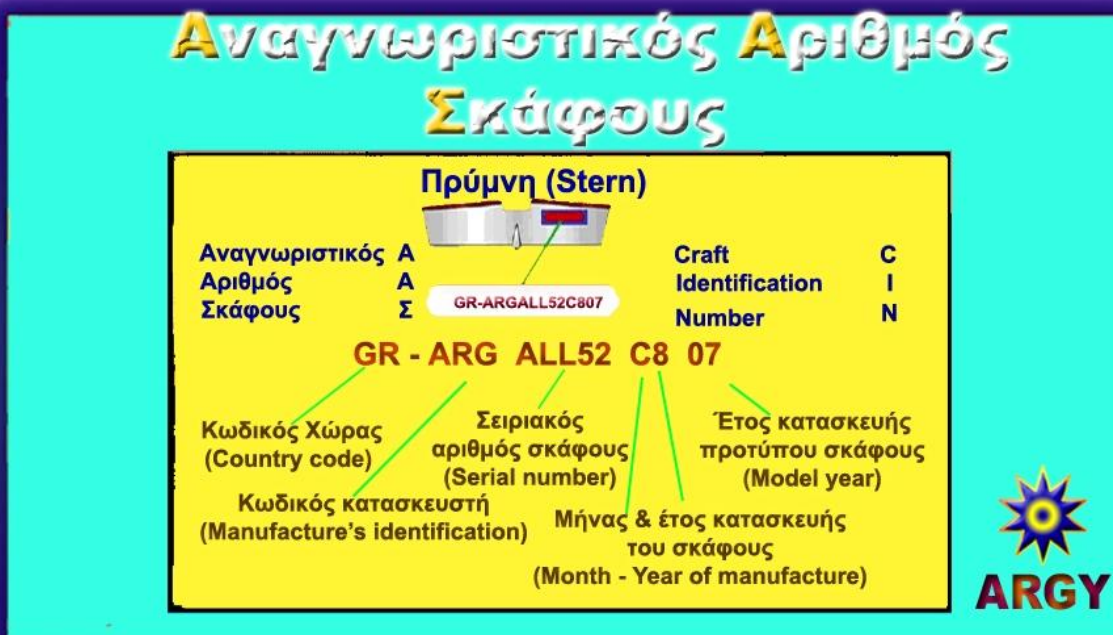 Αναγνωριστικός Αριθμός
Σκάφους
Πρύμνη (Stern)
Αναγνωριστικός Α
Αριθμός Α
Σκάφους Σ
GR-ARGALL52C807
Craft C
Identification I
Number N
GR - ARG ALL52 C8 07
Κωδικός Χώρας
(Country code)
Κωδικός κατασκευστή
(Manufacture's identification)
Σειριακός
αριθμός σκάφους
(Serial number)
Μήνας & έτος κατασκευής
του σκάφους
(Month - Year of manufacture)
Έτος κατασκευής
προτύπου σκάφους
(Model year)
ARGY